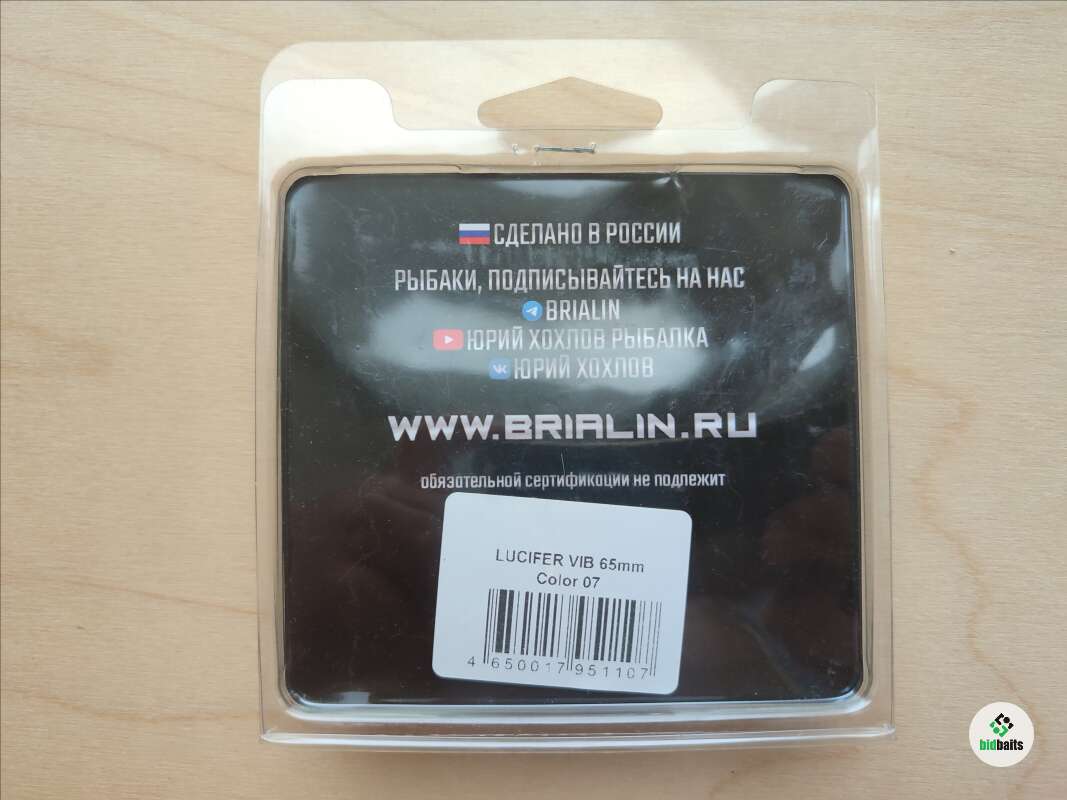 СДЕЛАНО В РОССИИ
РЫБАКИ, ПОДПИСЫВАЙТЕСЬ НА НАС
BRIALIN
ЮРИЙ ХОХЛОВ РЫБАЛКА
ЮРИЙ ХОХЛОВ
WWW.BRIALIN.RU
обязательной сертификации не подлежит
LUCIFER VIB 65mm
Color 07
4 650017 951107
bidbaits